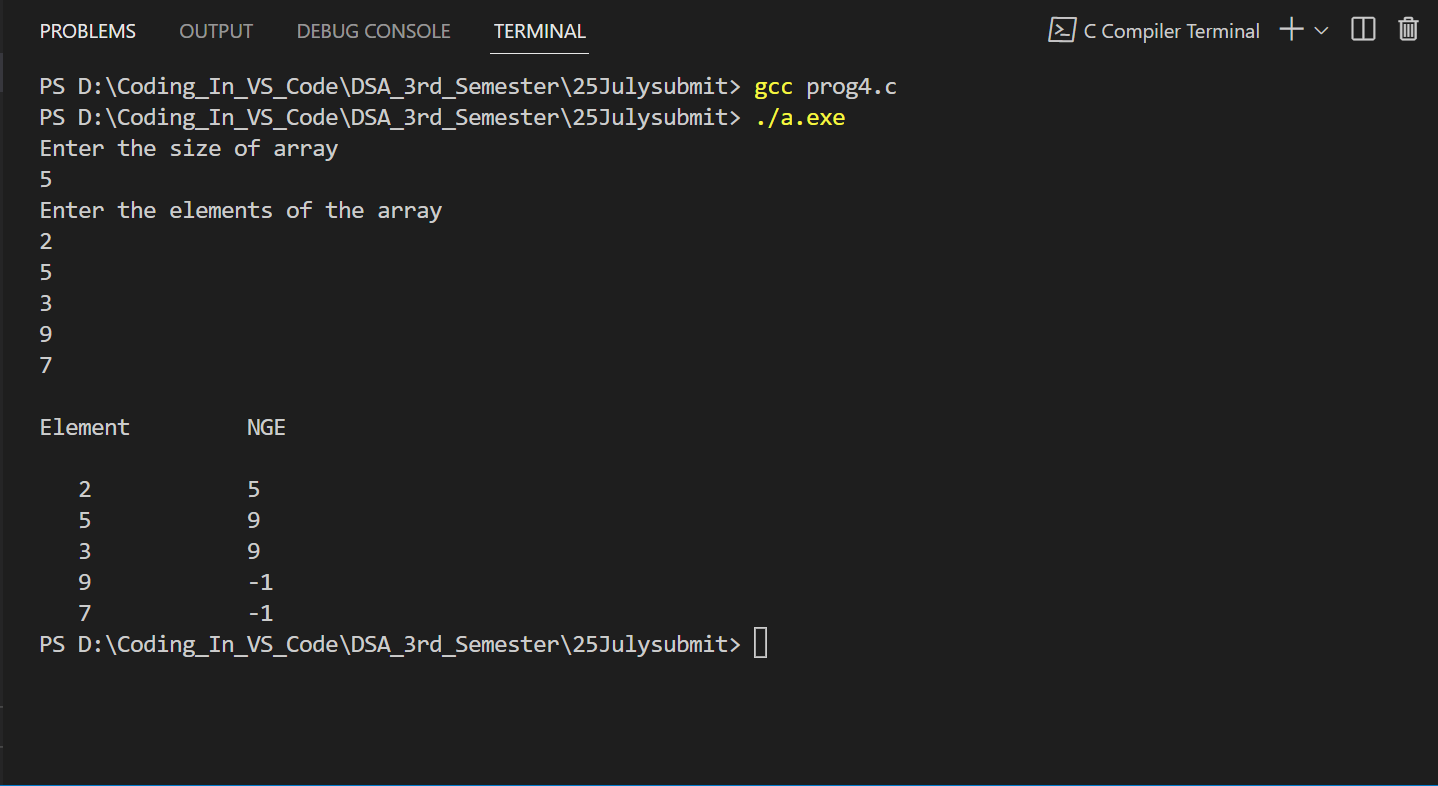 PROBLEMS OUTPUT DEBUG CONSOLE TERMINAL C Compiler Terminal
PS D:\Coding_In_VS_Code\DSA_3rd_Semester\25Julysubmit> gcc prog4.c
PS D:\Coding_In_VS_Code\DSA_3rd_Semester\25Julysubmit> ./a.exe
Enter the size of array
5
Enter the elements of the array
2
5
3
9
7
Element NGE
2 5
5 9
3 9
9 -1
7 -1
PS D:\Coding_In_VS_Code\DSA_3rd_Semester\25Julysubmit>